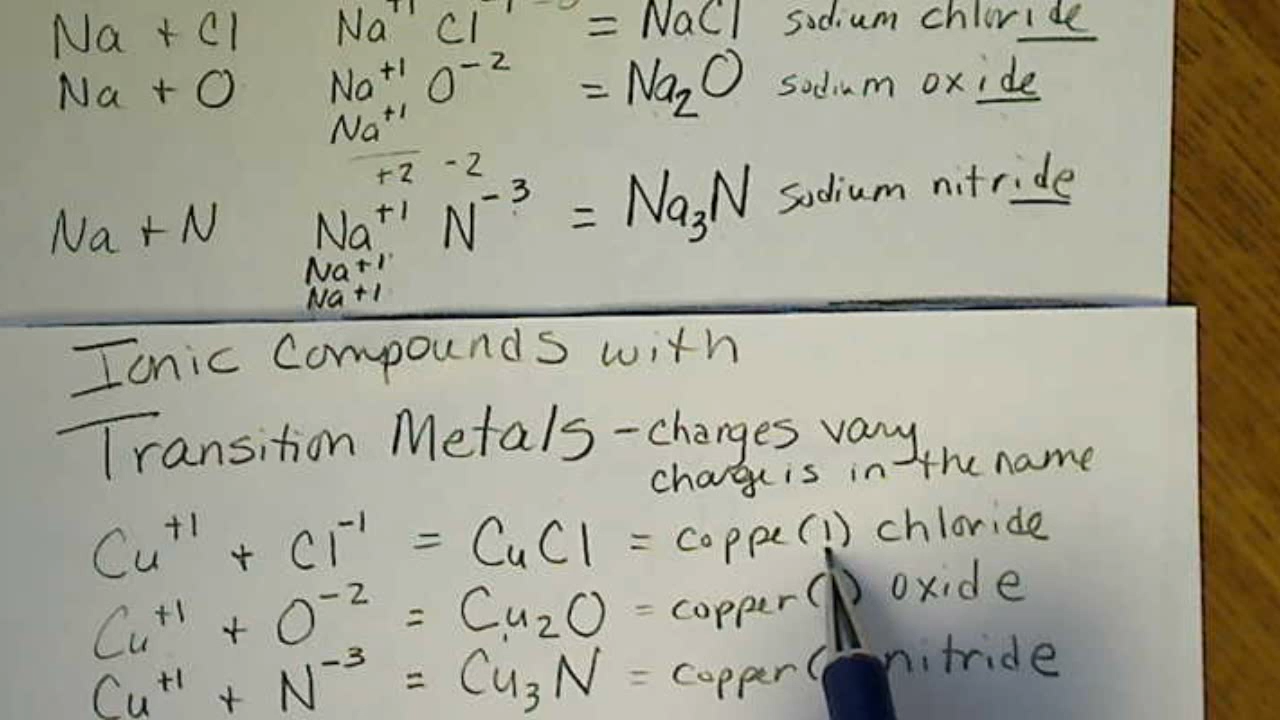 Na + Cl Na⁺¹ Cl⁻¹ = NaCl sodium chloride
Na + O Na⁺¹ O⁻² = Na₂O sodium oxide
Na⁺¹
+2 -2
Na + N Na⁺¹ N⁻³ = Na₃N sodium nitride
Na+1
Na+1
Ionic Compounds with
Transition Metals - charges vary
charge is in the name
Cu⁺¹ + Cl⁻¹ = CuCl = coppe(1) chloride
Cu⁺¹ + O⁻² = Cu₂O = copper( ) oxide
Cu⁺¹ + N⁻³ = Cu₃N = copper( nitride